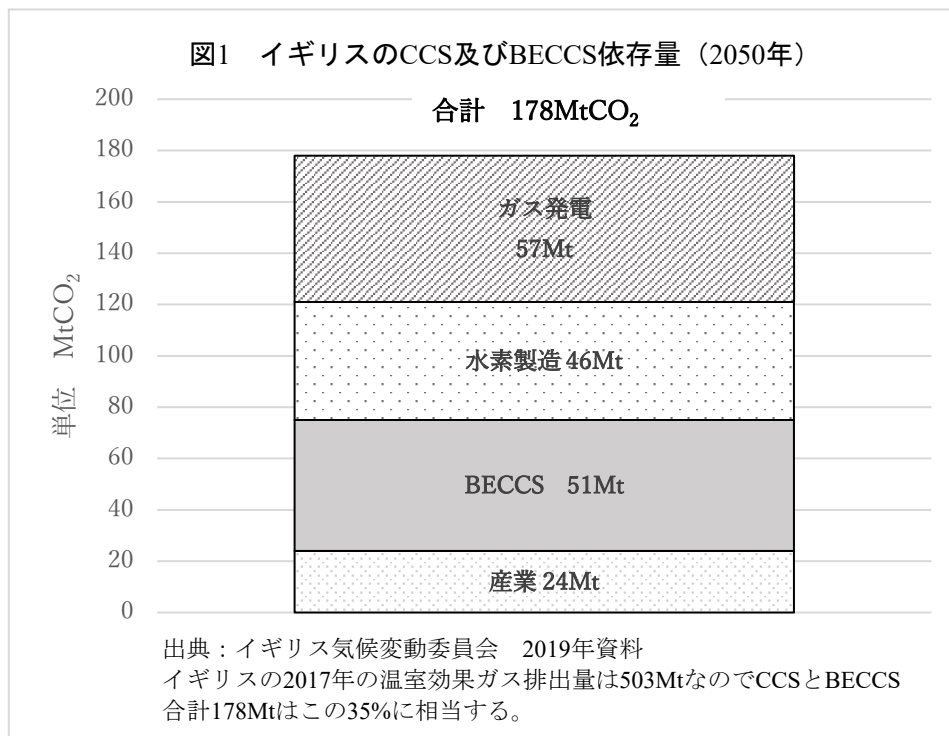 図1　イギリスのCCS及びBECCS依存量（2050年）
合計　178MtCO₂
単位　MtCO₂
200
180
160
140
120
100
80
60
40
20
0
ガス発電
57Mt
水素製造 46Mt
BECCS　51Mt
産業 24Mt
出典：イギリス気候変動委員会　2019年資料
イギリスの2017年の温室効果ガス排出量は503MtなのでCCSとBECCS
合計178Mtはこの35%に相当する。